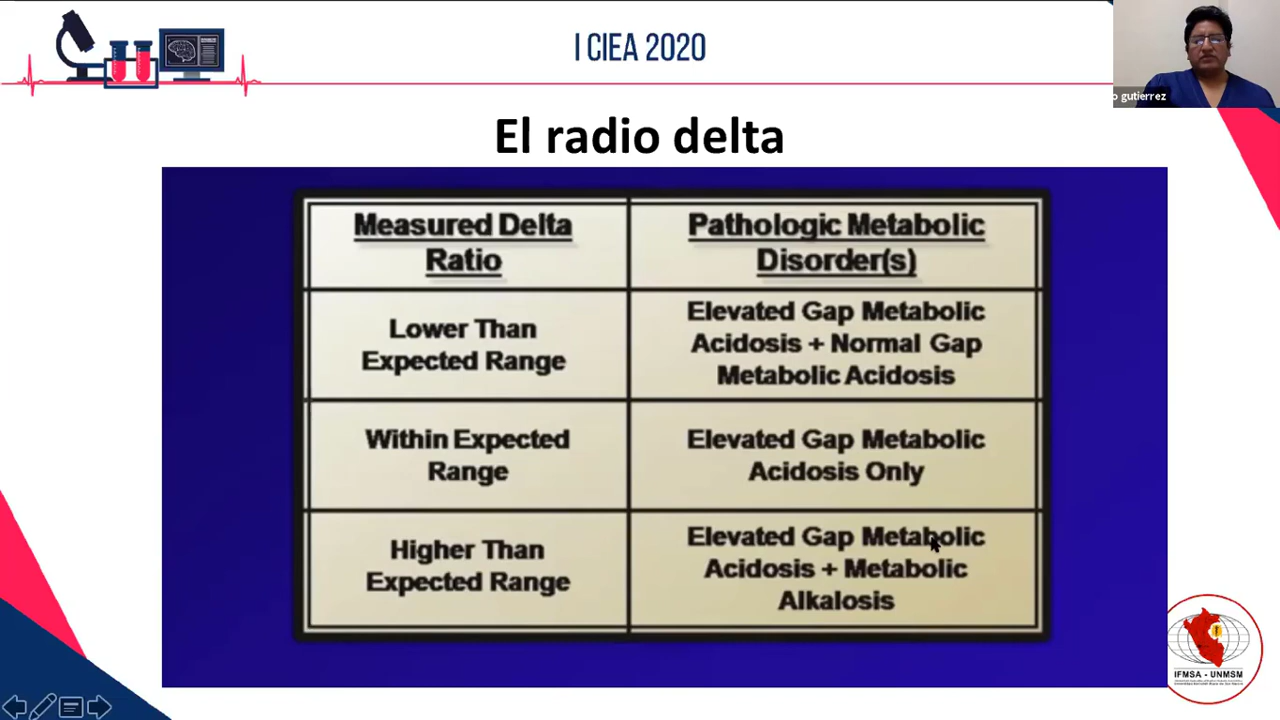 I CIEA 2020
o gutierrez
El radio delta
Measured Delta
Ratio
Pathologic Metabolic
Disorder(s)
Lower Than
Expected Range
Elevated Gap Metabolic
Acidosis + Normal Gap
Metabolic Acidosis
Within Expected
Range
Elevated Gap Metabolic
Acidosis Only
Higher Than
Expected Range
Elevated Gap Metabolic
Acidosis + Metabolic
Alkalosis
IFMSA - UNMSM